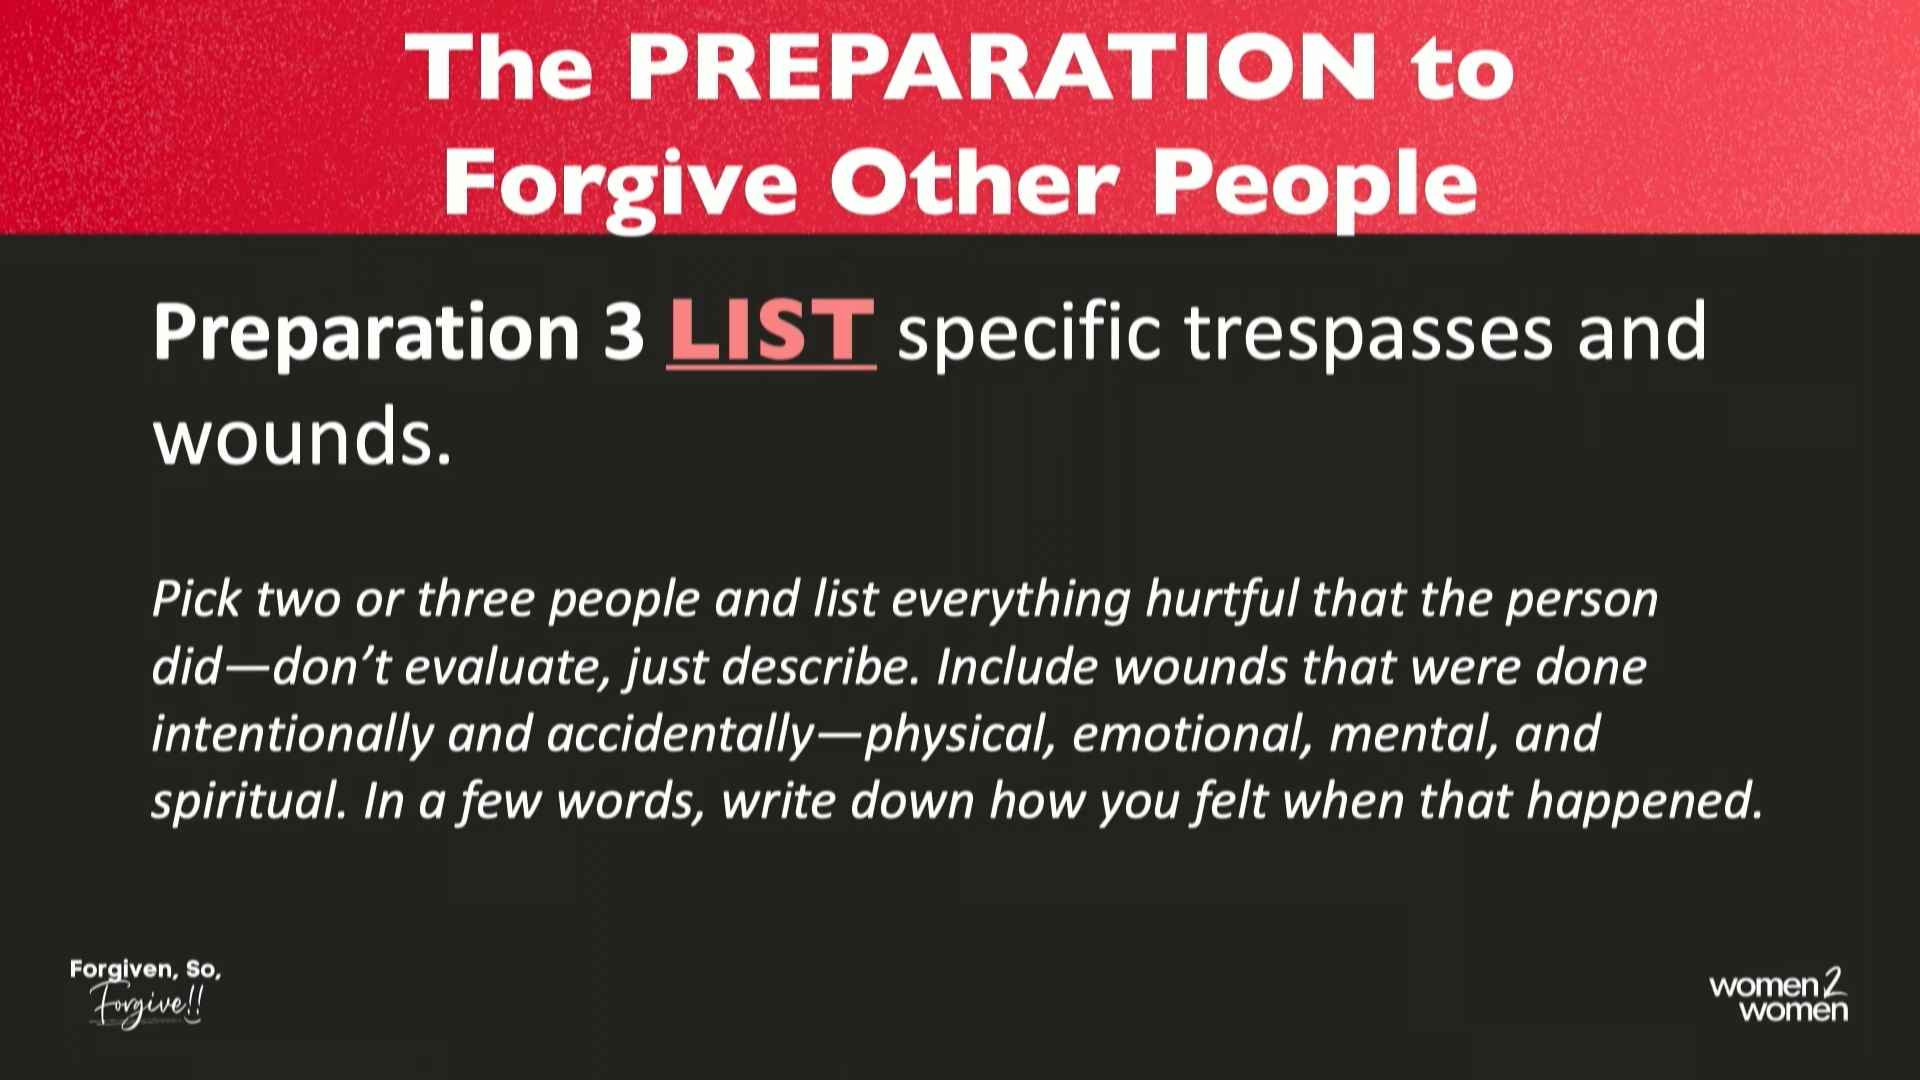 The PREPARATION to
Forgive Other People
Preparation 3 LIST specific trespasses and
wounds.
Pick two or three people and list everything hurtful that the person
did—don’t evaluate, just describe. Include wounds that were done
intentionally and accidentally—physical, emotional, mental, and
spiritual. In a few words, write down how you felt when that happened.
Forgiven, So,
Forgive!!
women2
women